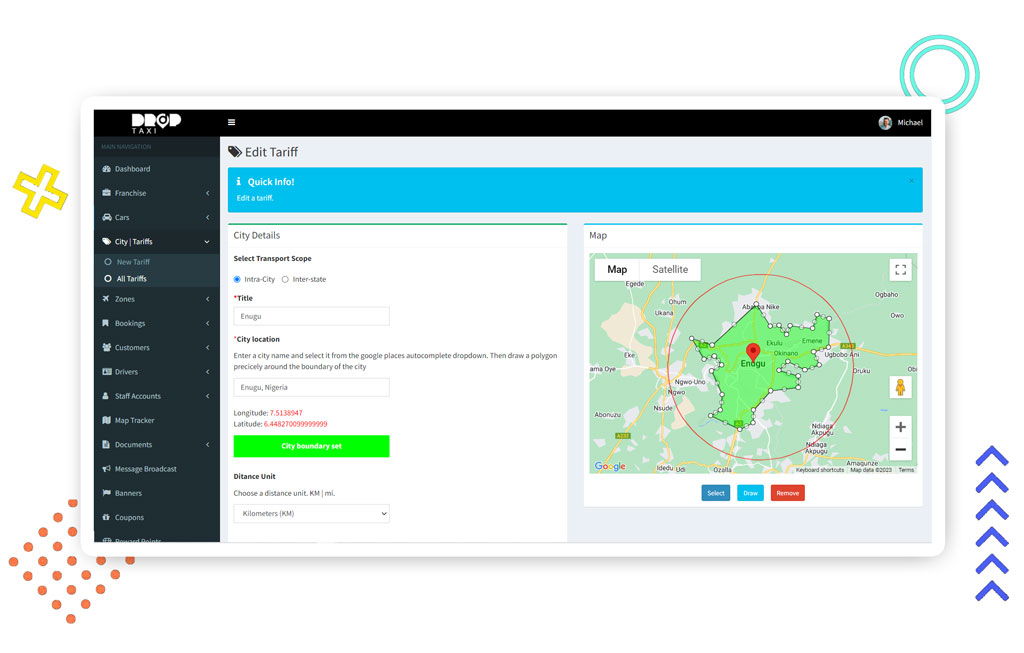 DROP
TAXI
Michael
MAIN NAVIGATION
Dashboard
Franchise
Cars
City | Tariffs
New Tariff
All Tariffs
Zones
Bookings
Customers
Drivers
Staff Accounts
Map Tracker
Documents
Message Broadcast
Banners
Coupons
Reward Points
Edit Tariff
Quick Info!
×
Edit a tariff.
City Details
Select Transport Scope
Intra-City Inter-state
*Title
Enugu
*City location
Enter a city name and select it from the google places autocomplete dropdown. Then draw a polygon
precicely around the boundary of the city
Enugu, Nigeria
Longitude: 7.5138947
Latitude: 6.448270099999999
City boundary set
Ditance Unit
Choose a distance unit. KM | mi.
Kilometers (KM)
Map
Map Satellite
Egede
Ohum
Ukana
Abakpa Nike
Ogbaho
Owo
Ekulu
Emene
Okinano
A343
Ugbobo Ani
Eke
Enugu
ama Dye
Ngwo-Uno
Ngwo
Druku
Obi
Nsude
Abonuzu
Ndiaga
Akpugu
Ndiaga
Akpugu
A232
Idedu
Udi
Ozalla
Amagunze
Google
Keyboard shortcuts Map data ©2023 Terms
Select Draw Remove